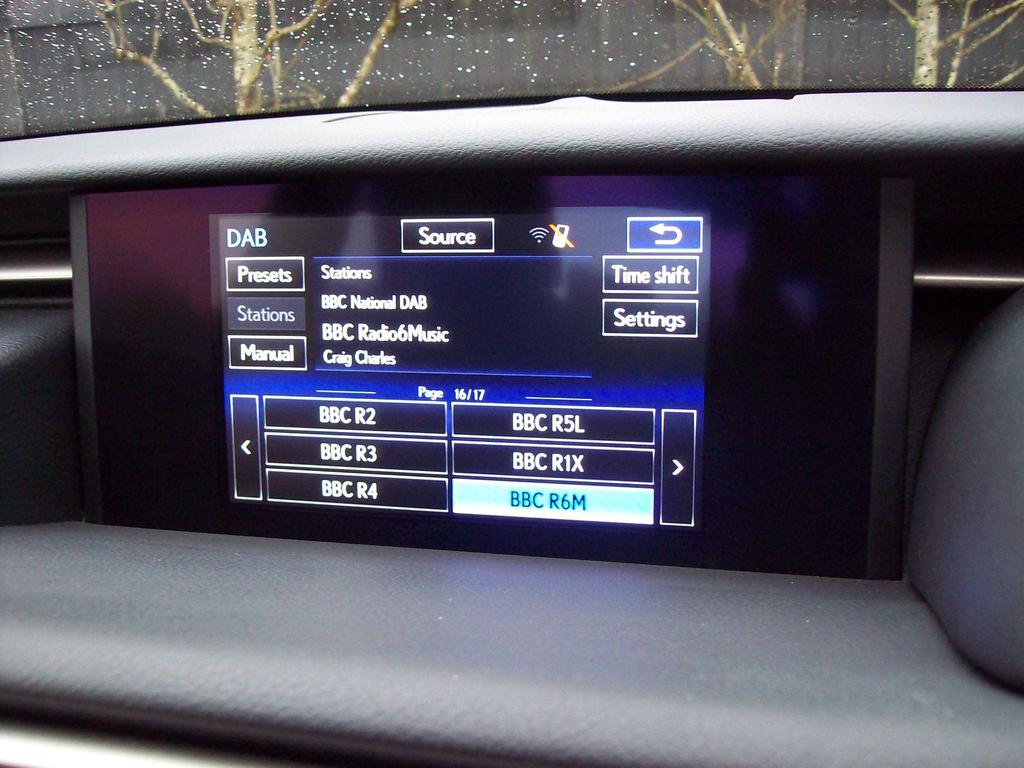 DAB
Source
Presets
Stations
Time shift
Stations
BBC National DAB
Settings
BBC Radio6Music
Manual
Craig Charles
Page 16/17
BBC R2
BBC R5L
BBC R3
BBC R1X
BBC R4
BBC R6M